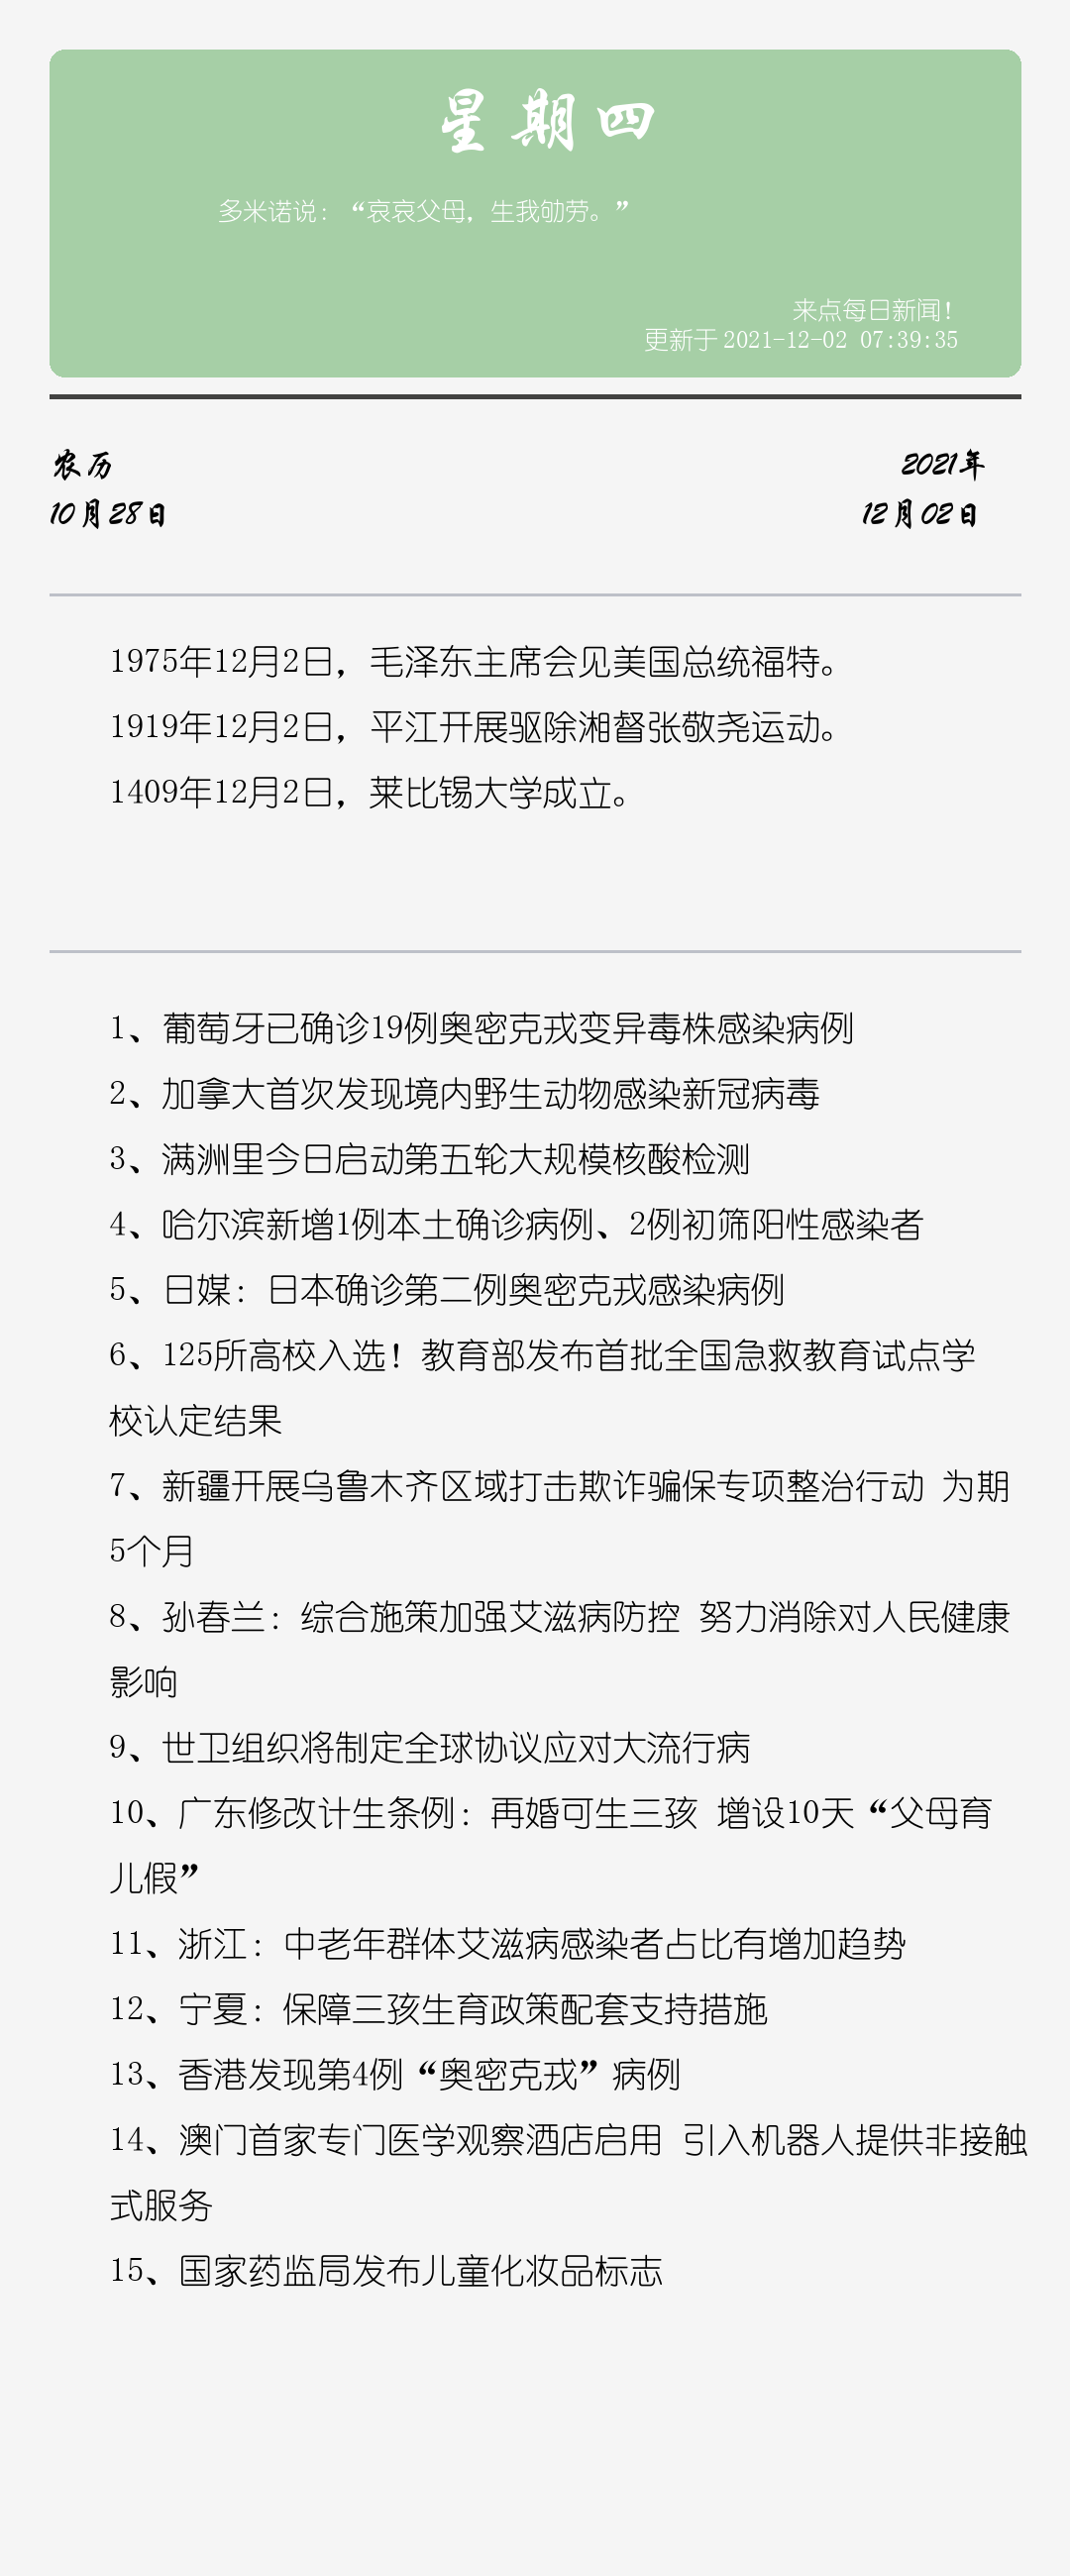 星期四
多米诺说：“哀哀父母，生我劬劳。”
来点每日新闻！
更新于 2021-12-02 07:39:35
农历
10月28日
2021年
12月02日
1975年12月2日，毛泽东主席会见美国总统福特。
1919年12月2日，平江开展驱除湘督张敬尧运动。
1409年12月2日，莱比锡大学成立。
1、葡萄牙已确诊19例奥密克戎变异毒株感染病例
2、加拿大首次发现境内野生动物感染新冠病毒
3、满洲里今日启动第五轮大规模核酸检测
4、哈尔滨新增1例本土确诊病例、2例初筛阳性感染者
5、日媒：日本确诊第二例奥密克戎感染病例
6、125所高校入选！教育部发布首批全国急救教育试点学
校认定结果
7、新疆开展乌鲁木齐区域打击欺诈骗保专项整治行动 为期
5个月
8、孙春兰：综合施策加强艾滋病防控 努力消除对人民健康
影响
9、世卫组织将制定全球协议应对大流行病
10、广东修改计生条例：再婚可生三孩 增设10天“父母育
儿假”
11、浙江：中老年群体艾滋病感染者占比有增加趋势
12、宁夏：保障三孩生育政策配套支持措施
13、香港发现第4例“奥密克戎”病例
14、澳门首家专门医学观察酒店启用 引入机器人提供非接触
式服务
15、国家药监局发布儿童化妆品标志